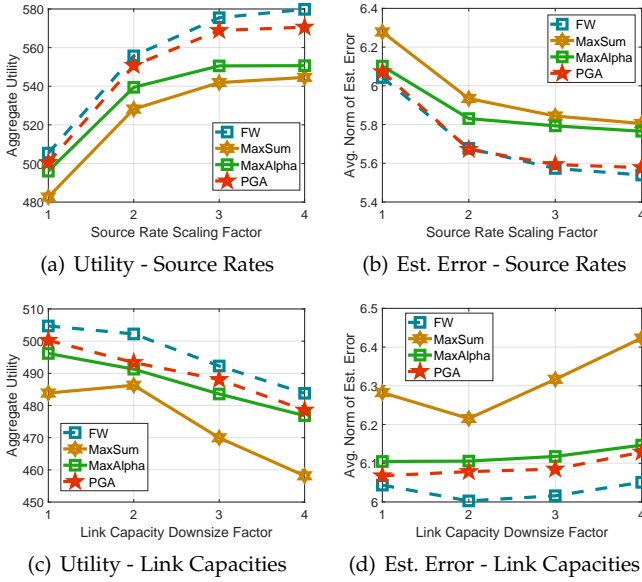 580
560
540
520
500
480
Aggregate Utility
FW
MaxSum
MaxAlpha
PGA
1 2 3 4
Source Rate Scaling Factor
(a) Utility - Source Rates
6.4
6.2
6
5.8
5.6
5.4
Avg. Norm of Est. Error
FW
MaxSum
MaxAlpha
PGA
1 2 3 4
Source Rate Scaling Factor
(b) Est. Error - Source Rates
510
500
490
480
470
460
450
Aggregate Utility
FW
MaxSum
MaxAlpha
PGA
1 2 3 4
Link Capacity Downsize Factor
(c) Utility - Link Capacities
6.5
6.4
6.3
6.2
6.1
6
Avg. Norm of Est. Error
FW
MaxSum
MaxAlpha
PGA
1 2 3 4
Link Capacity Downsize Factor
(d) Est. Error - Link Capacities